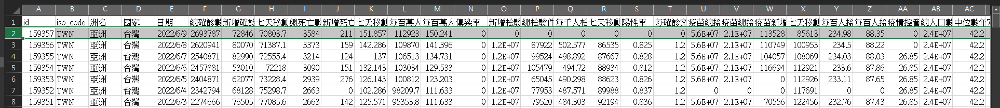 A B C D E F G H I J K L M N O P Q R S T U V W X Y Z AA AB AC
1 id iso_code 洲名 國家 日期 總確診數 新增確診 七天移動 總死亡數 新增死亡 七天移動 每百萬人 每百萬人 傳染率 新增檢驗 總檢驗件 每千人檢 七天移動 陽性率 每確診案 疫苗總接 疫苗總接 疫苗新增 七天移動 每百人接 每百人接 疫情控管 總人口數 中位數年
2 159357 TWN 亞洲 台灣 2022/6/9 2693787 72846 70803.7 3584 211 151.857 112923 150.241 0 0 0 0 0 0 0 5.6E+07 2.1E+07 113528 85613 234.98 88.35 0 2.4E+07 42.2
3 159356 TWN 亞洲 台灣 2022/6/8 2620941 80070 71387.1 3373 159 142.286 109870 141.396 0 1.2E+07 87922 502.577 86535 0.825 1.2 5.6E+07 2.1E+07 110749 100953 234.5 88.22 0 2.4E+07 42.2
4 159355 TWN 亞洲 台灣 2022/6/7 2540871 82990 72555.4 3214 124 137 106513 134.731 0 1.2E+07 99524 498.892 87667 0.828 1.2 5.6E+07 2.1E+07 104057 108069 234.03 88.03 26.85 2.4E+07 42.2
5 159354 TWN 亞洲 台灣 2022/6/6 2457881 53010 72218 3090 151 132.143 103034 129.533 0 1.2E+07 105479 494.72 88934 0.812 1.2 5.6E+07 2.1E+07 116694 112921 233.6 87.86 26.85 2.4E+07 42.2
6 159353 TWN 亞洲 台灣 2022/6/5 2404871 62077 73228.4 2939 276 126.143 100812 123.203 0 1.2E+07 65045 490.298 88623 0.826 1.2 5.6E+07 2.1E+07 0 112926 233.11 87.65 26.85 2.4E+07 42.2
7 159352 TWN 亞洲 台灣 2022/6/4 2342794 68128 75298.7 2663 0 102.286 98209.7 111.633 0 1.2E+07 77953 487.571 89988 0.837 1.2 0 0 0 117691 0 0 26.85 2.4E+07 42.2
8 159351 TWN 亞洲 台灣 2022/6/3 2274666 76505 77085.6 2663 142 125.571 95353.8 111.633 0 1.2E+07 79520 484.303 92194 0.836 1.2 5.6E+07 2.1E+07 70556 122456 232.76 87.43 26.85 2.4E+07 42.2